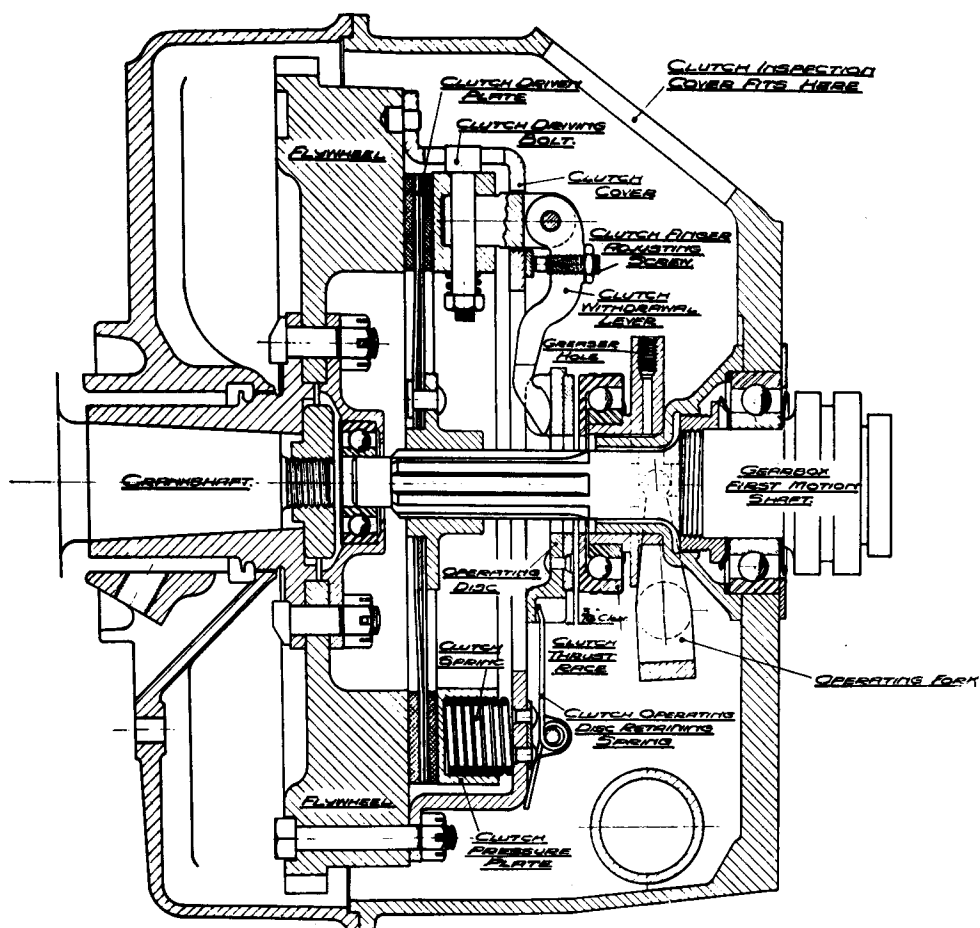 CLUTCH INSPECTION
COVER FITS HERE
CLUTCH DRIVEN
PLATE
CLUTCH DRIVING
BOLT.
FLYWHEEL
CLUTCH
COVER
CLUTCH FINGER
ADJUSTING
SCREW.
CLUTCH
WITHDRAWAL
LEVER
GREASER
HOLE
CRANKSHAFT.
GEARBOX
FIRST MOTION
SHAFT.
OPERATING
DISC.
CLUTCH
SPRING
CLUTCH
THRUST
RACE
OPERATING FORK
CLUTCH OPERATING
DISC RETAINING
SPRING
FLYWHEEL
CLUTCH
PRESSURE
PLATE